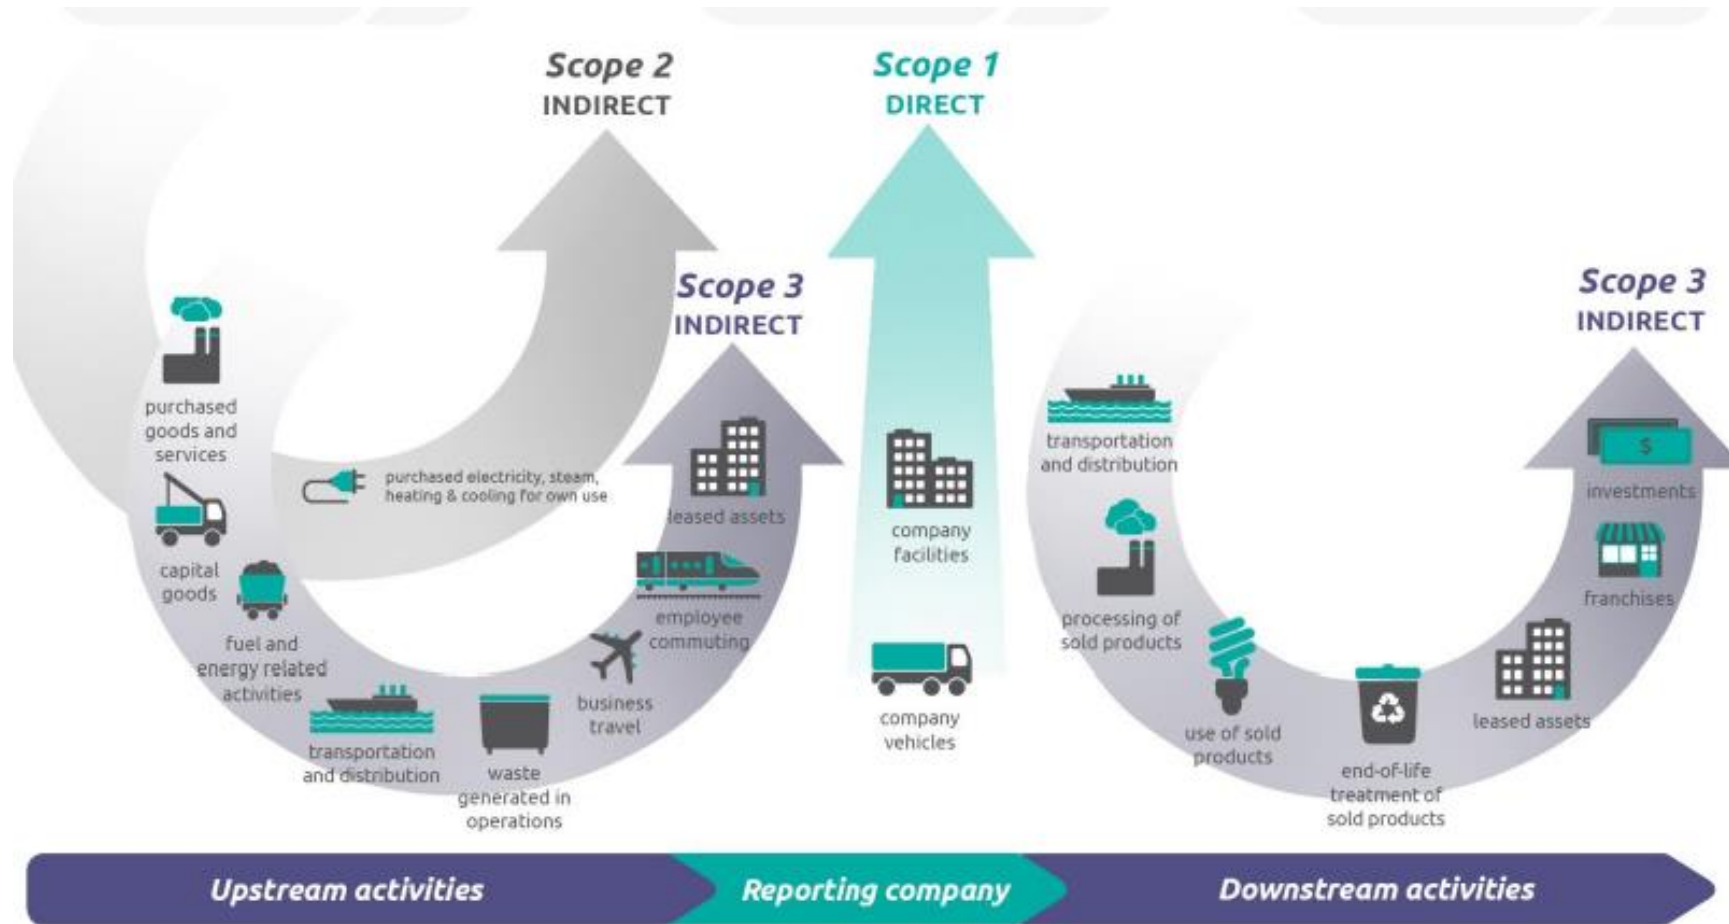 Scope 2
INDIRECT
Scope 1
DIRECT
Scope 3
INDIRECT
Scope 3
INDIRECT
purchased
goods and
services
purchased electricity, steam,
heating & cooling for own use
capital
goods
fuel and
energy related
activities
transportation
and distribution
waste
generated in
operations
business
travel
employee
commuting
leased assets
company
facilities
company
vehicles
transportation
and distribution
processing of
sold products
use of sold
products
end-of-life
treatment of
sold products
leased assets
franchises
investments
$
Upstream activities
Reporting company
Downstream activities